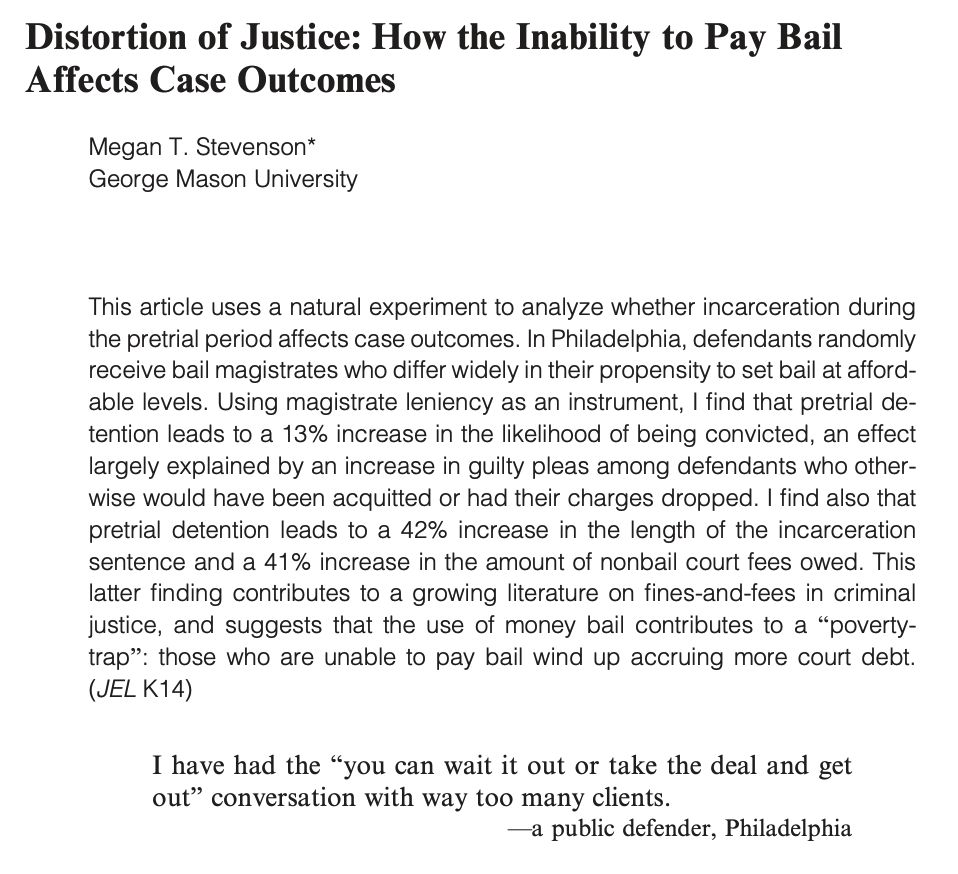 Distortion of Justice: How the Inability to Pay Bail
Affects Case Outcomes
Megan T. Stevenson*
George Mason University
This article uses a natural experiment to analyze whether incarceration during
the pretrial period affects case outcomes. In Philadelphia, defendants randomly
receive bail magistrates who differ widely in their propensity to set bail at afford-
able levels. Using magistrate leniency as an instrument, I find that pretrial de-
tention leads to a 13% increase in the likelihood of being convicted, an effect
largely explained by an increase in guilty pleas among defendants who other-
wise would have been acquitted or had their charges dropped. I find also that
pretrial detention leads to a 42% increase in the length of the incarceration
sentence and a 41% increase in the amount of nonbail court fees owed. This
latter finding contributes to a growing literature on fines-and-fees in criminal
justice, and suggests that the use of money bail contributes to a “poverty-
trap”: those who are unable to pay bail wind up accruing more court debt.
(JEL K14)
I have had the “you can wait it out or take the deal and get
out” conversation with way too many clients.
—a public defender, Philadelphia